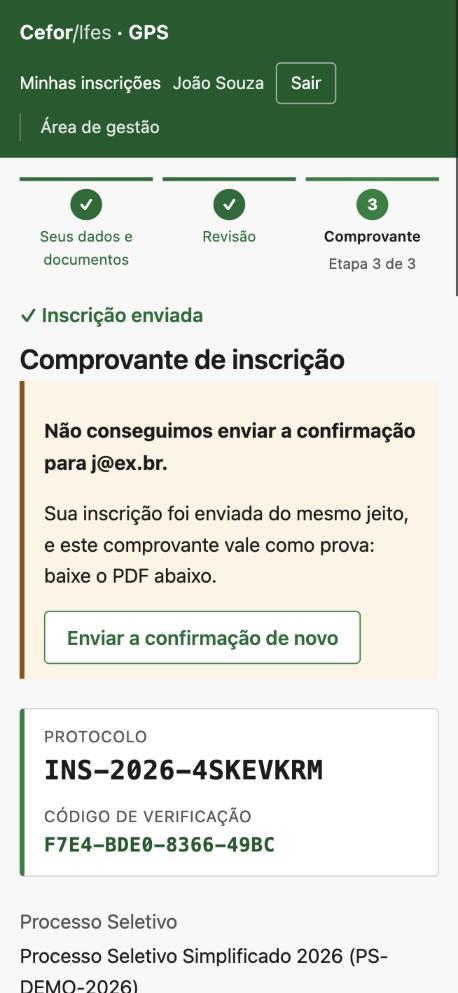 Cefor/Ifes · GPS
Minhas inscrições João Souza Sair
Área de gestão
3
Seus dados e
documentos
Revisão
Comprovante
Etapa 3 de 3
Inscrição enviada
Comprovante de inscrição
Não conseguimos enviar a confirmação
para j@ex.br.
Sua inscrição foi enviada do mesmo jeito,
e este comprovante vale como prova:
baixe o PDF abaixo.
Enviar a confirmação de novo
PROTOCOLO
INS-2026-4SKEVKRM
CÓDIGO DE VERIFICAÇÃO
F7E4-BDE0-8366-49BC
Processo Seletivo
Processo Seletivo Simplificado 2026 (PS-
DEMO-2026)